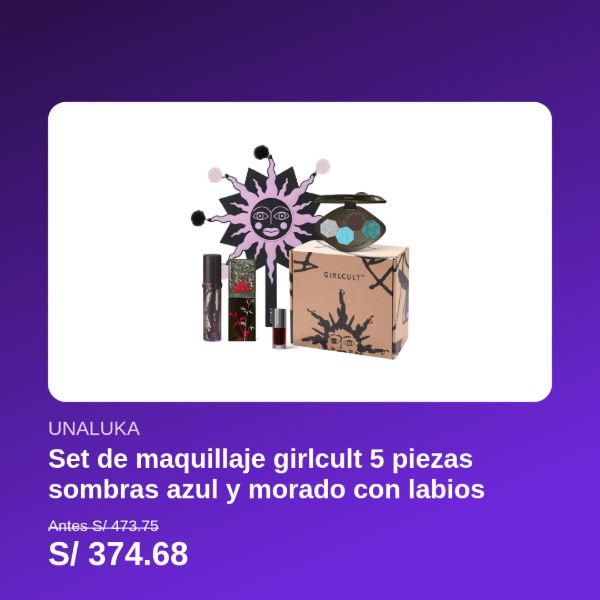 GIRLCULT
UNALUKA
Set de maquillaje girlcult 5 piezas
sombras azul y morado con labios
Antes S/ 473.75
S/ 374.68